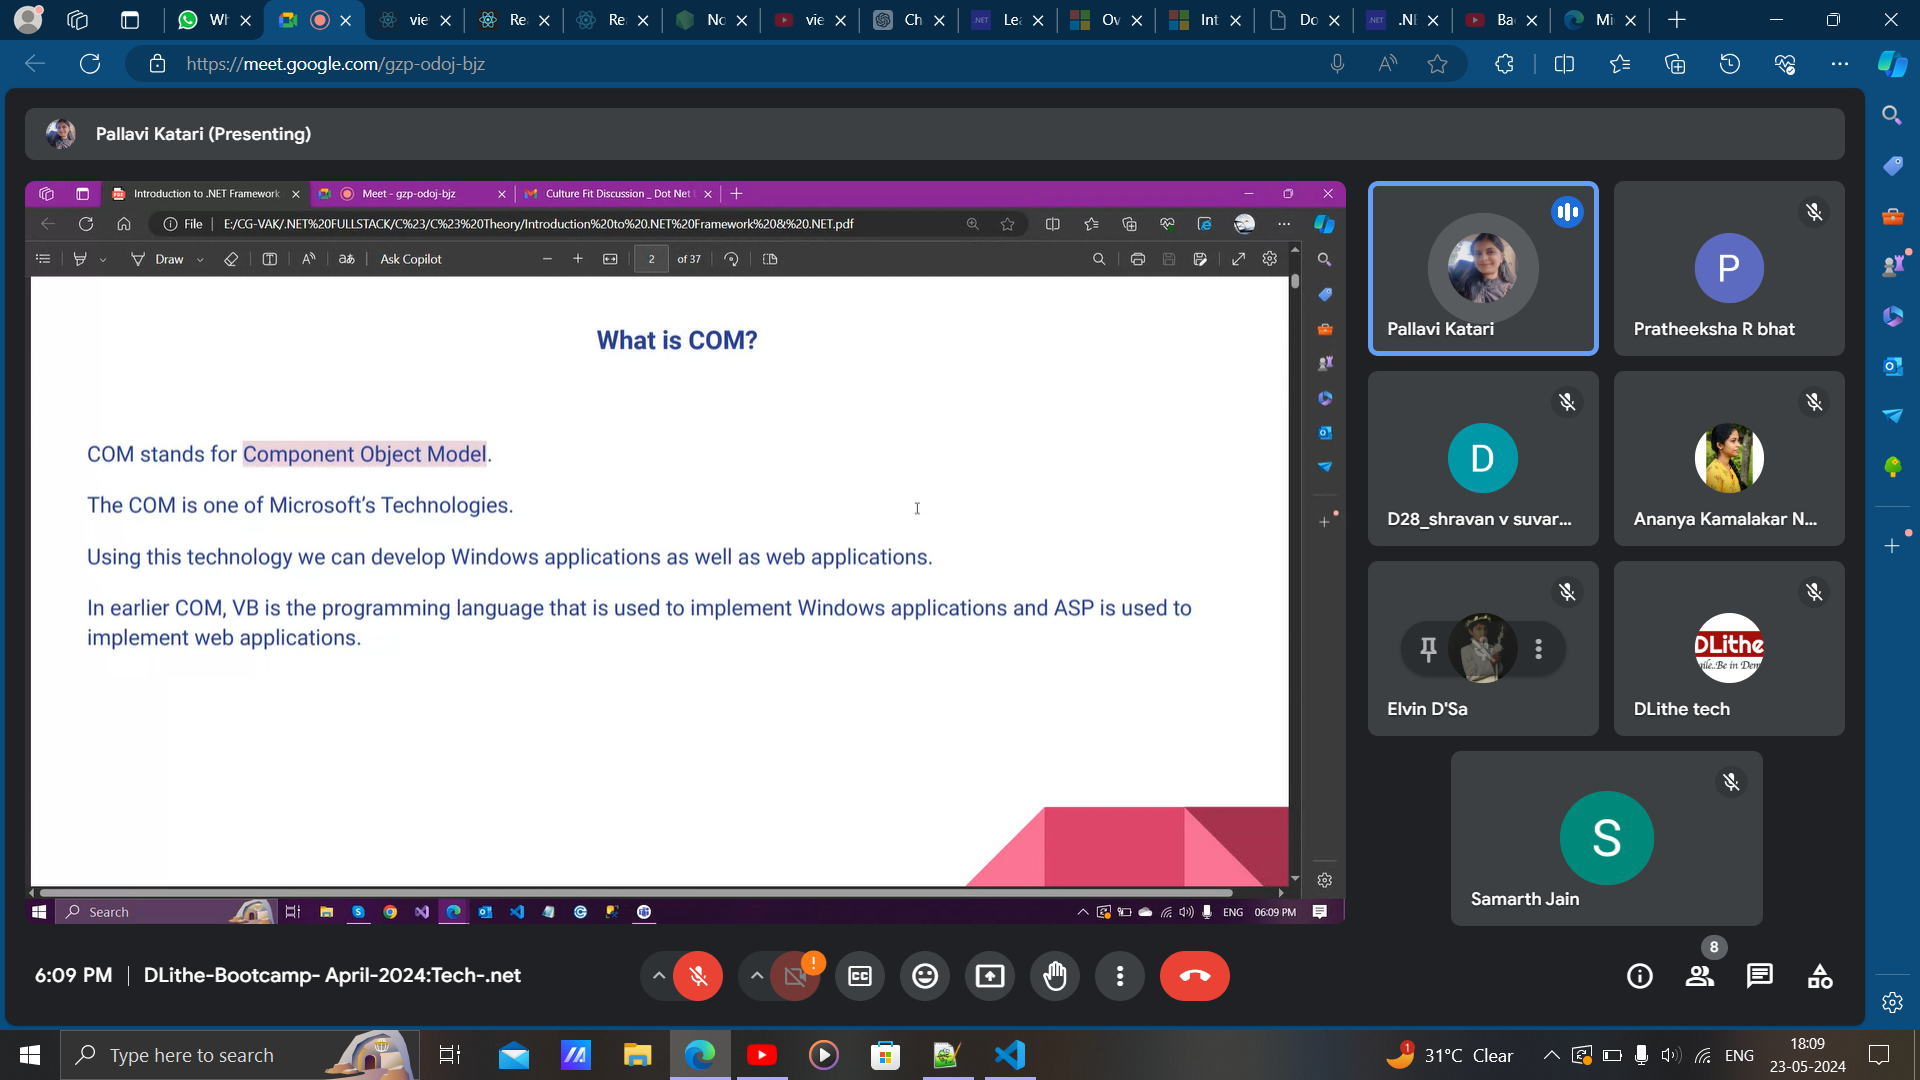 Wh
vie
Re
Re
No
vie
Ch
Le
Ov
Int
Do
.NE
Ba
Mi
https://meet.google.com/gzp-odoj-bjz
Pallavi Katari (Presenting)
Introduction to .NET Framework
Meet - gzp-odoj-bjz
Culture Fit Discussion _ Dot Net
File
E:/CG-VAK/.NET%20FULLSTACK/C%23/C%23%20Theory/Introduction%20to%20.NET%20Framework%20&%20.NET.pdf
Draw
Ask Copilot
2 of 37
What is COM?
COM stands for Component Object Model.
The COM is one of Microsoft's Technologies.
Using this technology we can develop Windows applications as well as web applications.
In earlier COM, VB is the programming language that is used to implement Windows applications and ASP is used to
implement web applications.
Search
ENG 06:09 PM
Pallavi Katari
P
Pratheeksha R bhat
D
D28_shravan v suvar...
Ananya Kamalakar N...
Elvin D'Sa
DLithe
DLithe tech
S
Samarth Jain
6:09 PM
DLithe-Bootcamp- April-2024:Tech-.net
CC
8
Type here to search
1
31°C Clear
ENG
18:09
23-05-2024